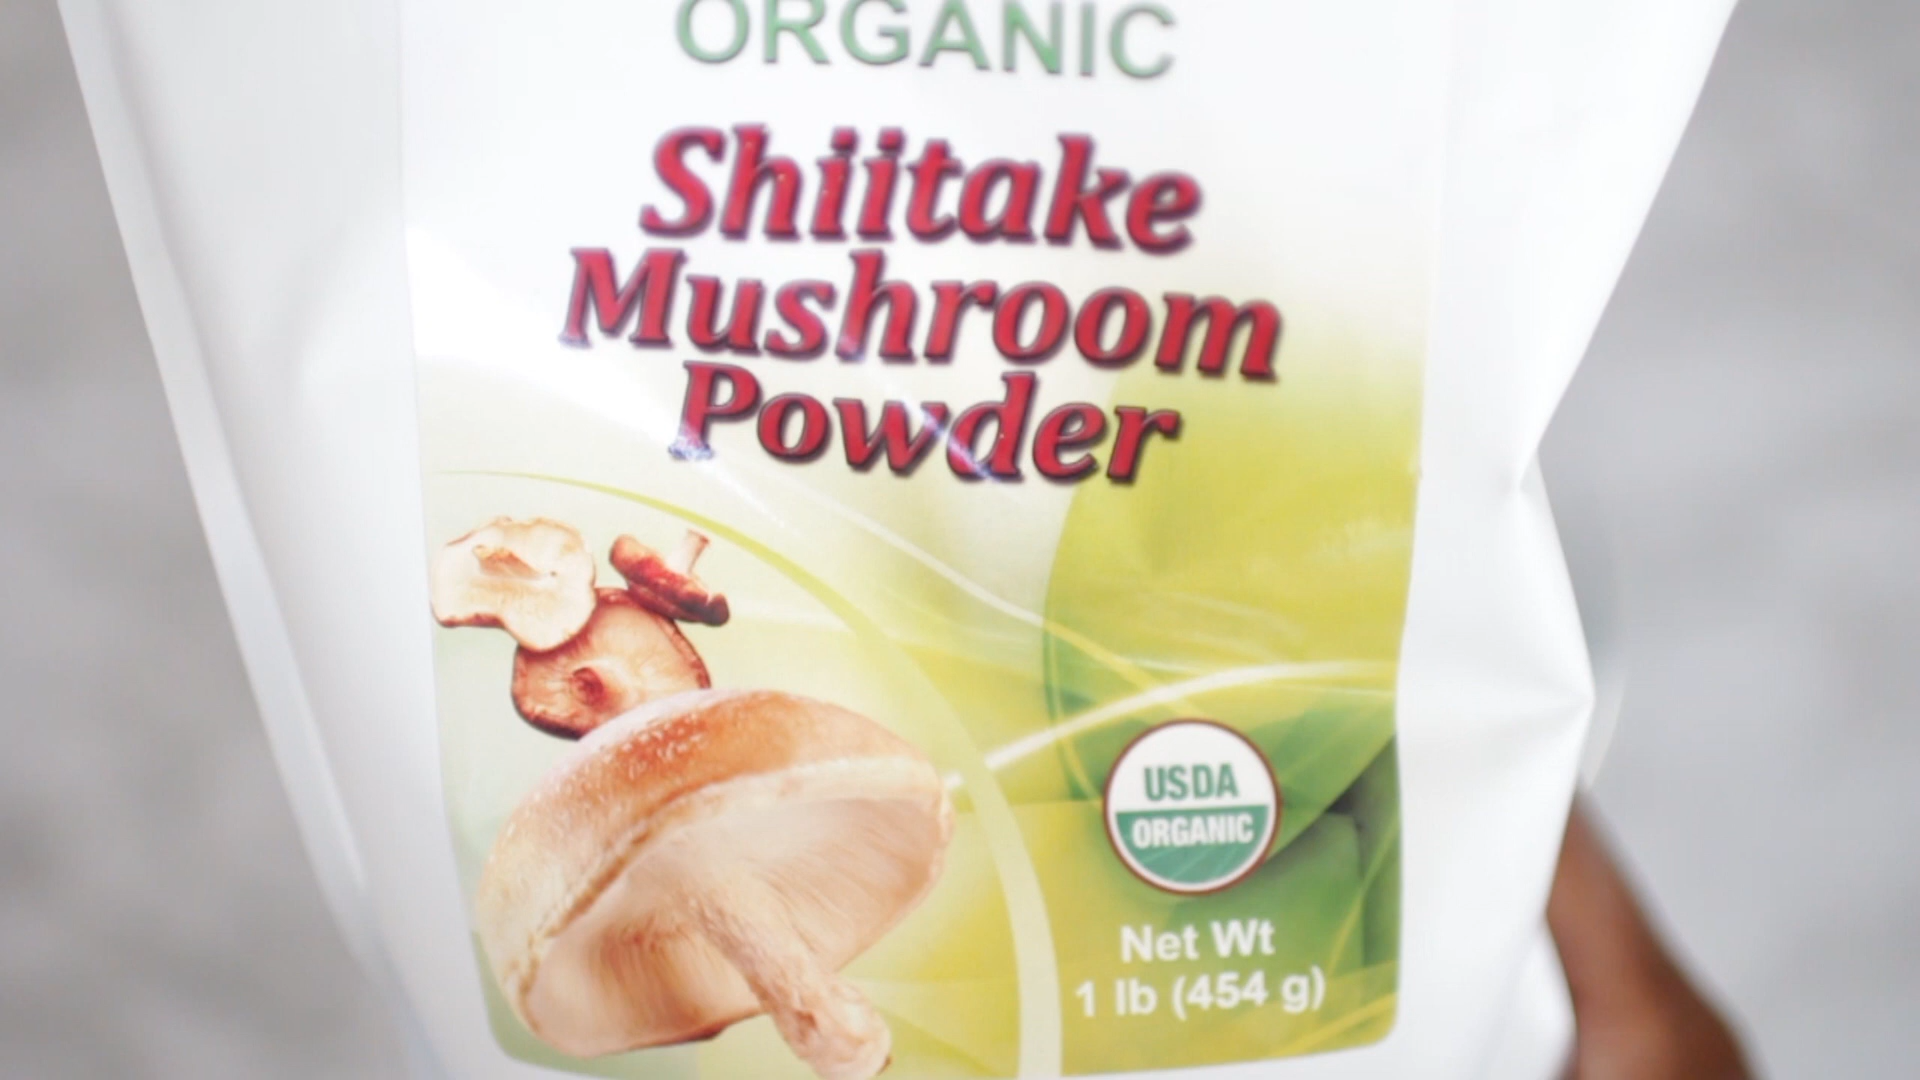 ORGANIC
Shiitake
Mushroom
Powder
USDA
ORGANIC
Net Wt
1 lb (454 g)